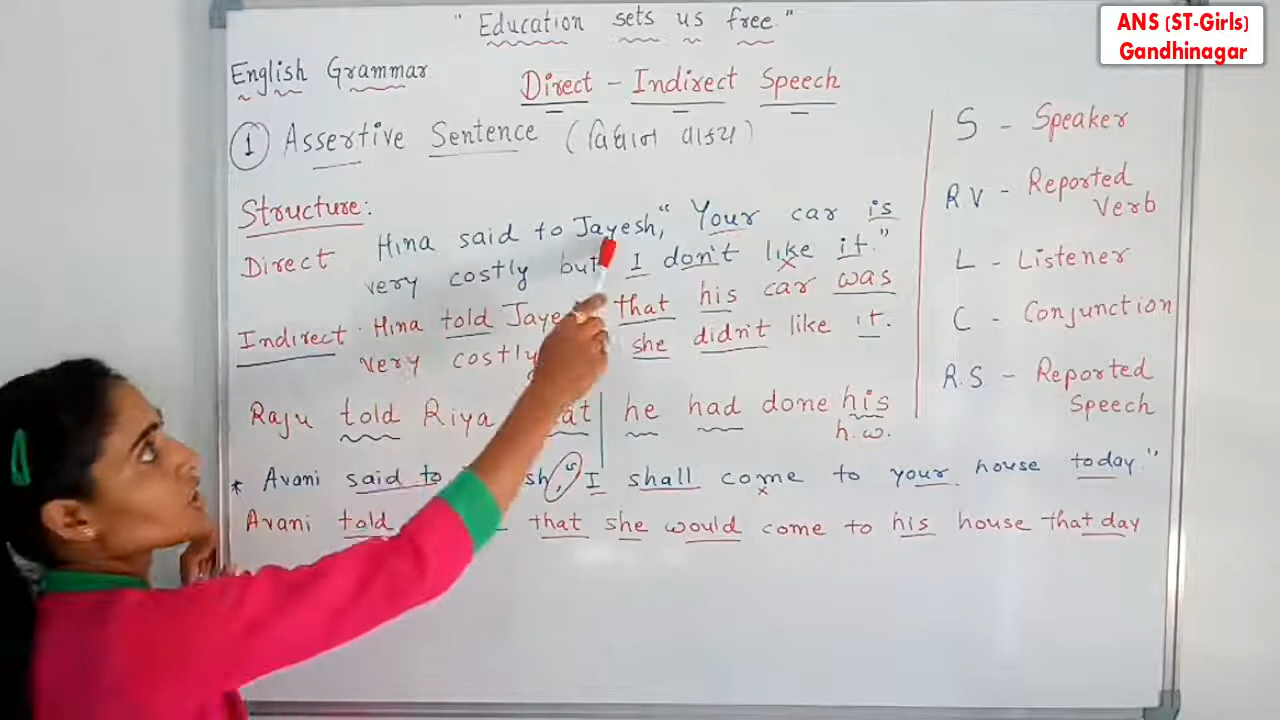 "Education sets us free."
ANS (ST-Girls)
Gandhinagar
English Grammar
Direct - Indirect Speech
1 Assertive Sentence (વિધાન વાક્ય)
Structure:
Direct Hina said to Jayesh, "Your car is
very costly but I don't like it."
Indirect. Hina told Jaye that his car was
very costly she didn't like it.
Raju told Riya at he had done his
h.w.
* Avani said to sh, "I shall come to your house today."
Avani told that she would come to his house that day
S - Speaker
RV - Reported
Verb
L - Listener
C - Conjunction
R.S - Reported
Speech